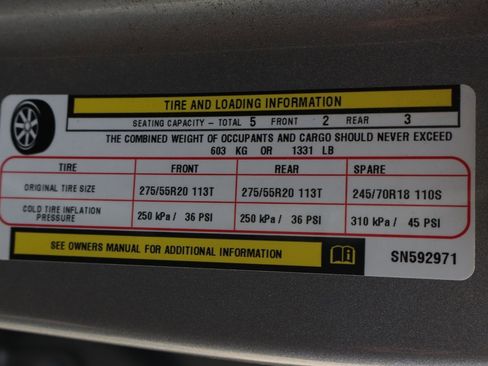 TIRE AND LOADING INFORMATION
SEATING CAPACITY - TOTAL 5 FRONT 2 REAR 3
THE COMBINED WEIGHT OF OCCUPANTS AND CARGO SHOULD NEVER EXCEED
603 KG OR 1331 LB
TIRE FRONT REAR SPARE
ORIGINAL TIRE SIZE 275/55R20 113T 275/55R20 113T 245/70R18 110S
COLD TIRE INFLATION
PRESSURE 250 kPa / 36 PSI 250 kPa / 36 PSI 310 kPa / 45 PSI
SEE OWNERS MANUAL FOR ADDITIONAL INFORMATION SN592971